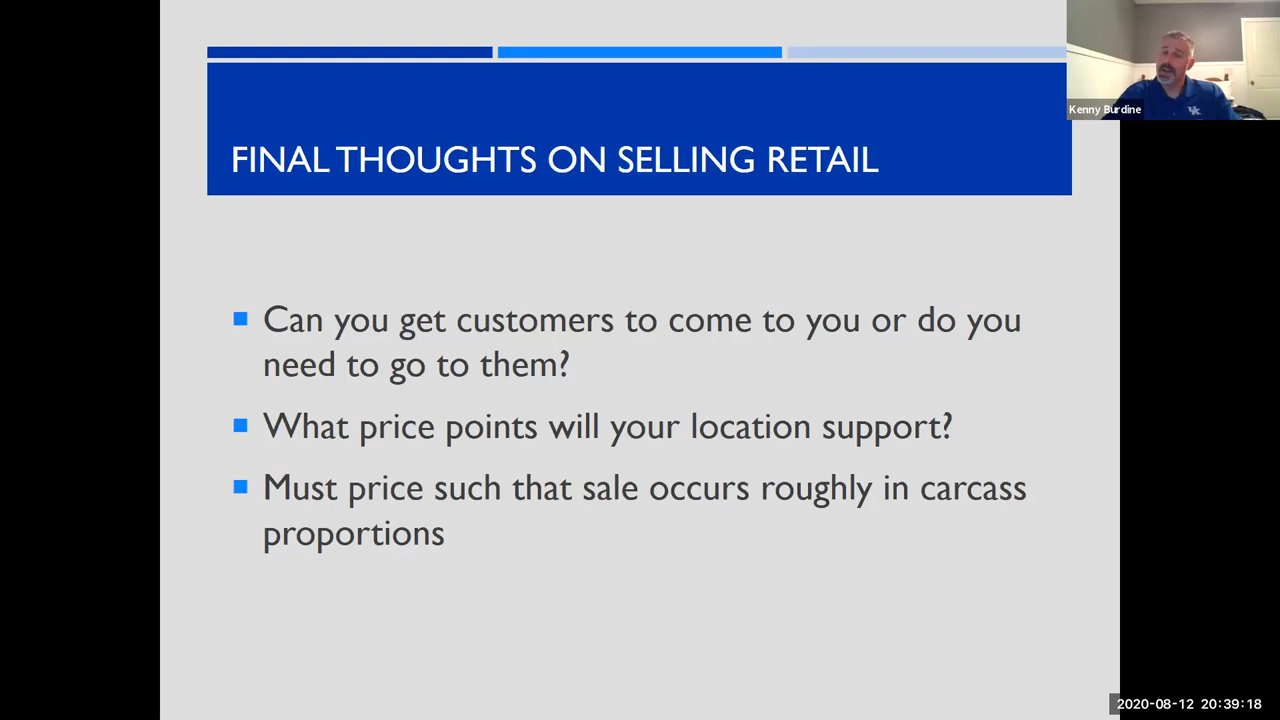 FINAL THOUGHTS ON SELLING RETAIL
Kenny Burdine
UK
Can you get customers to come to you or do you
need to go to them?
What price points will your location support?
Must price such that sale occurs roughly in carcass
proportions
2020-08-12 20:39:18